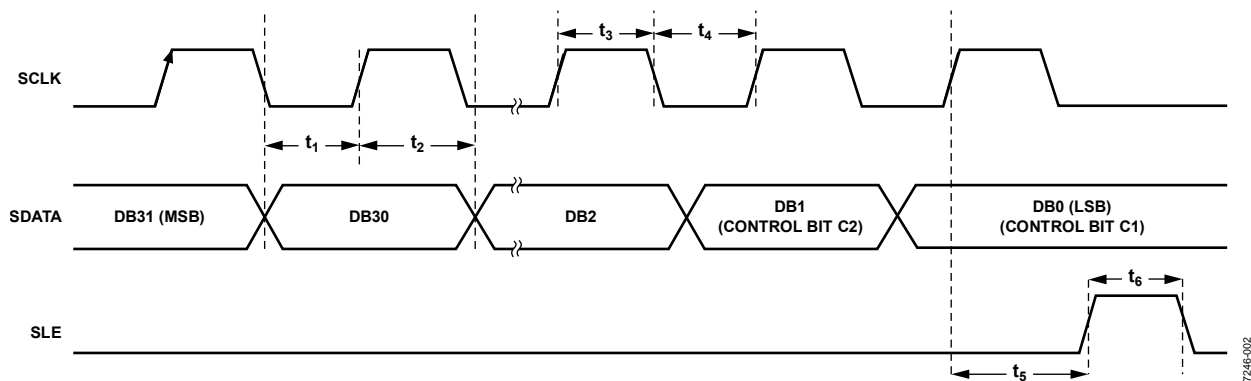 t3
t4
SCLK
t1
t2
SDATA
DB31 (MSB)
DB30
DB2
DB1
(CONTROL BIT C2)
DB0 (LSB)
(CONTROL BIT C1)
t6
SLE
t5
7246-002